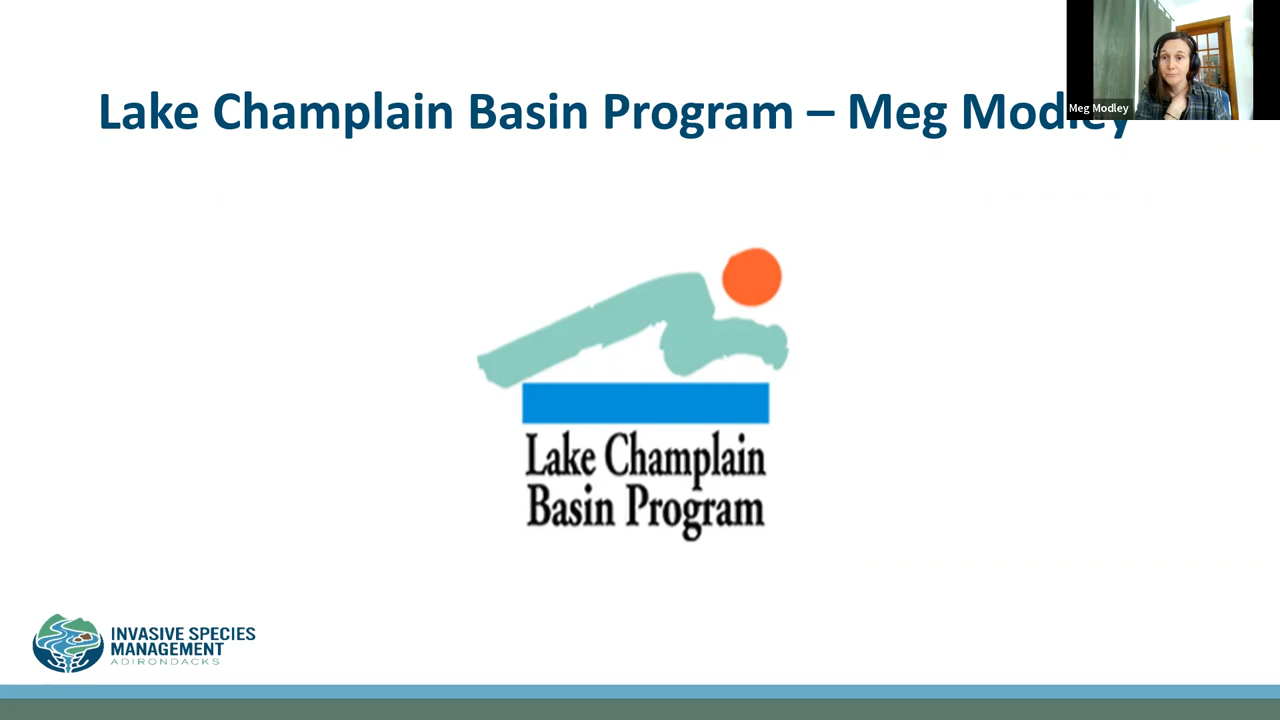 Lake Champlain Basin Program – Meg Modley
Meg Modley
Lake Champlain
Basin Program
INVASIVE SPECIES
MANAGEMENT
ADIRONDACKS